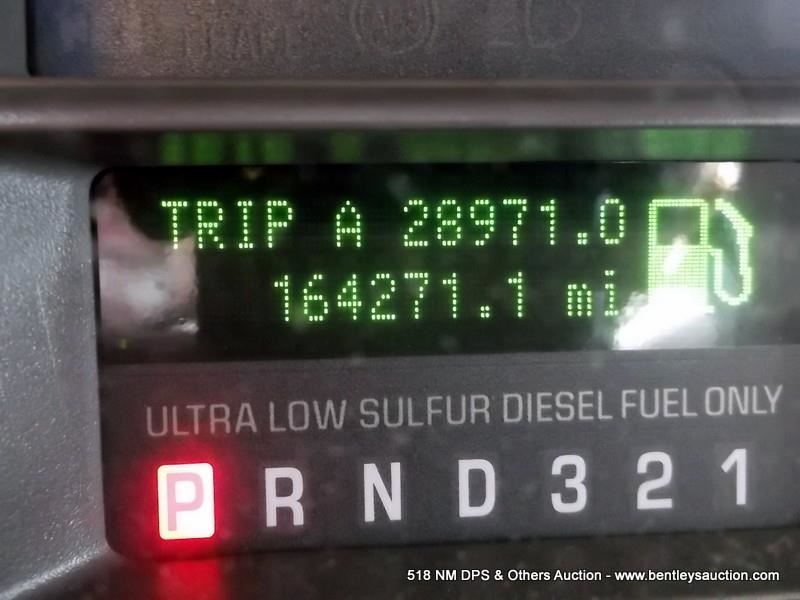 TRIP A 28971.0
164271.1 mi
ULTRA LOW SULFUR DIESEL FUEL ONLY
P R N D 3 2 1
518 NM DPS & Others Auction - www.bentleysauction.com